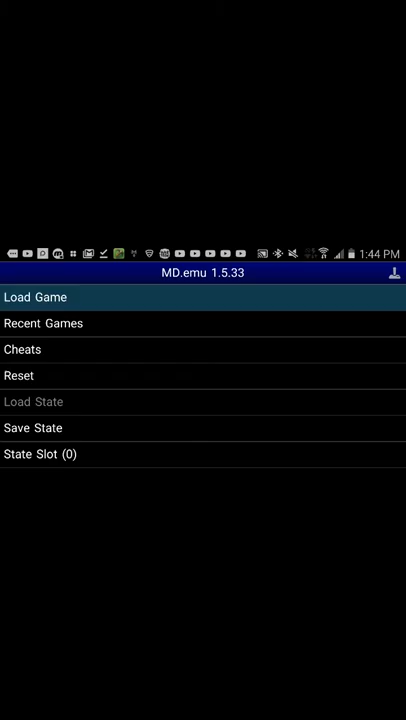 1:44 PM
MD.emu 1.5.33
Load Game
Recent Games
Cheats
Reset
Load State
Save State
State Slot (0)